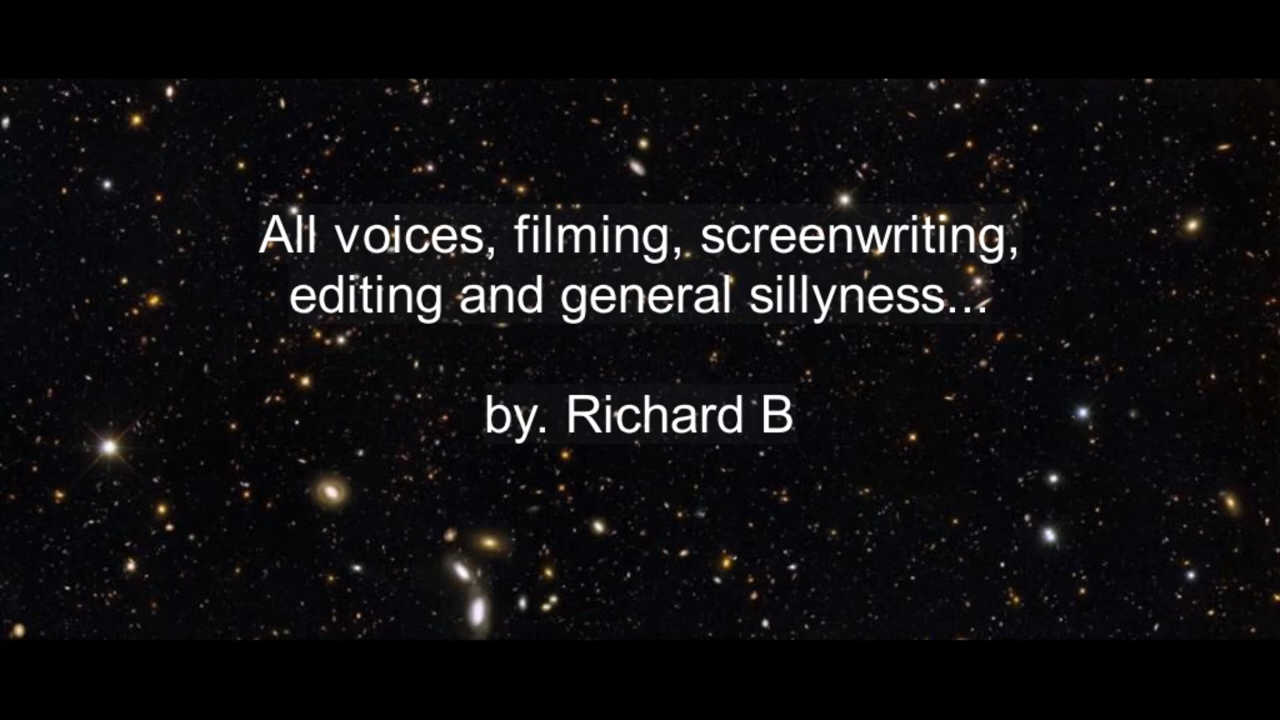 All voices, filming, screenwriting,
editing and general sillyness...
by. Richard B